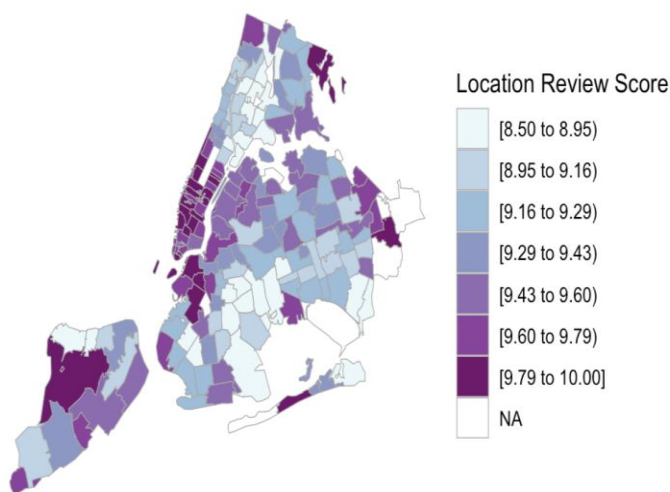 Location Review Score
[8.50 to 8.95)
[8.95 to 9.16)
[9.16 to 9.29)
[9.29 to 9.43)
[9.43 to 9.60)
[9.60 to 9.79)
[9.79 to 10.00]
NA